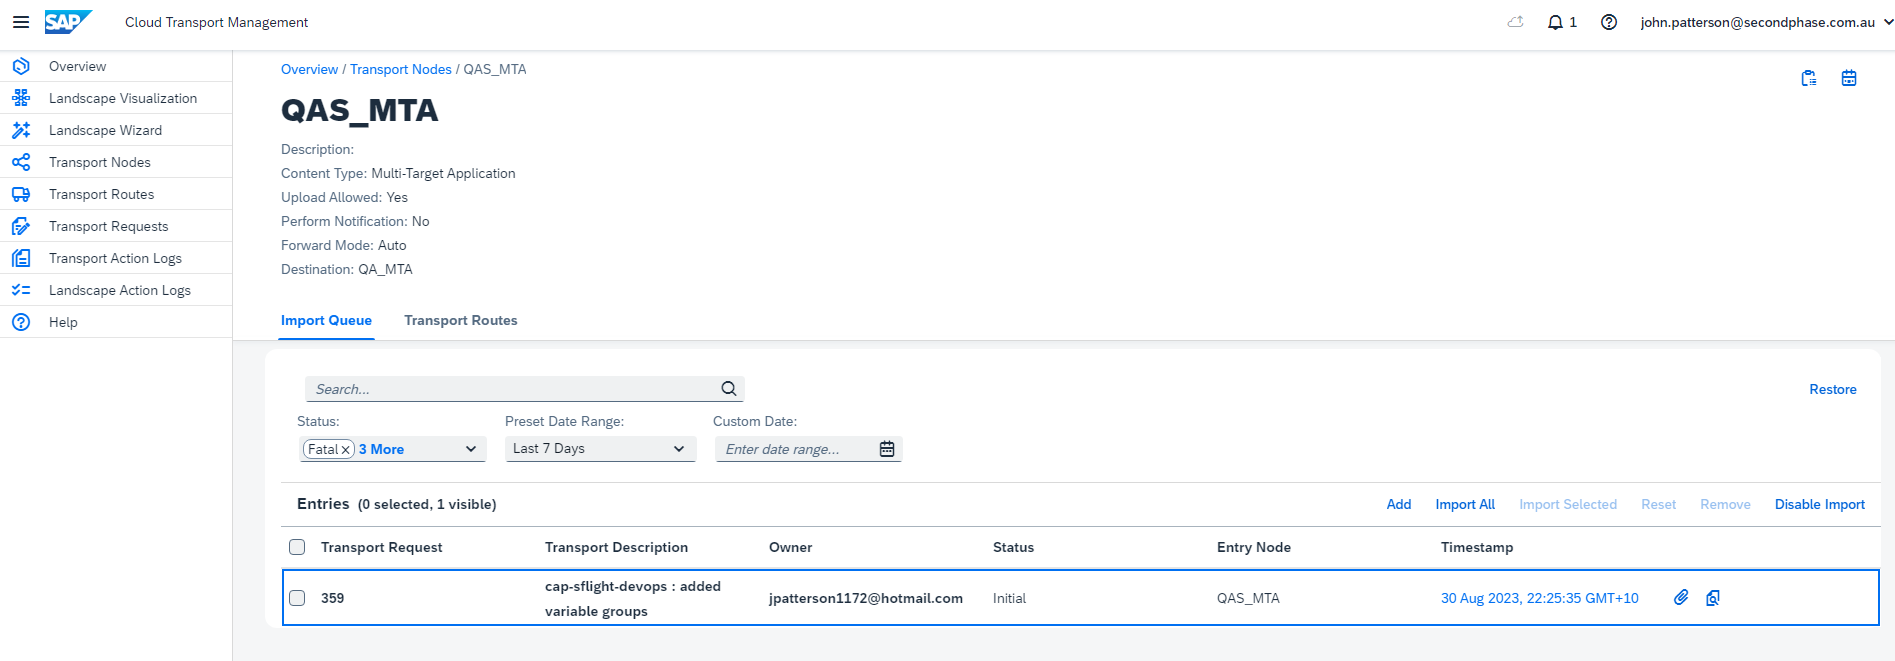 SAP Cloud Transport Management 1 john.patterson@secondphase.com.au
Overview
Landscape Visualization
Landscape Wizard
Transport Nodes
Transport Routes
Transport Requests
Transport Action Logs
Landscape Action Logs
Help
Overview / Transport Nodes / QAS_MTA
QAS_MTA
Description:
Content Type: Multi-Target Application
Upload Allowed: Yes
Perform Notification: No
Forward Mode: Auto
Destination: QA_MTA
Import Queue Transport Routes
Search... Restore
Status: Preset Date Range: Custom Date:
Fatal 3 More Last 7 Days Enter date range...
Entries (0 selected, 1 visible) Add Import All Import Selected Reset Remove Disable Import
Transport Request Transport Description Owner Status Entry Node Timestamp
359 cap-sflight-devops : added variable groups jpatterson1172@hotmail.com Initial QAS_MTA 30 Aug 2023, 22:25:35 GMT+10